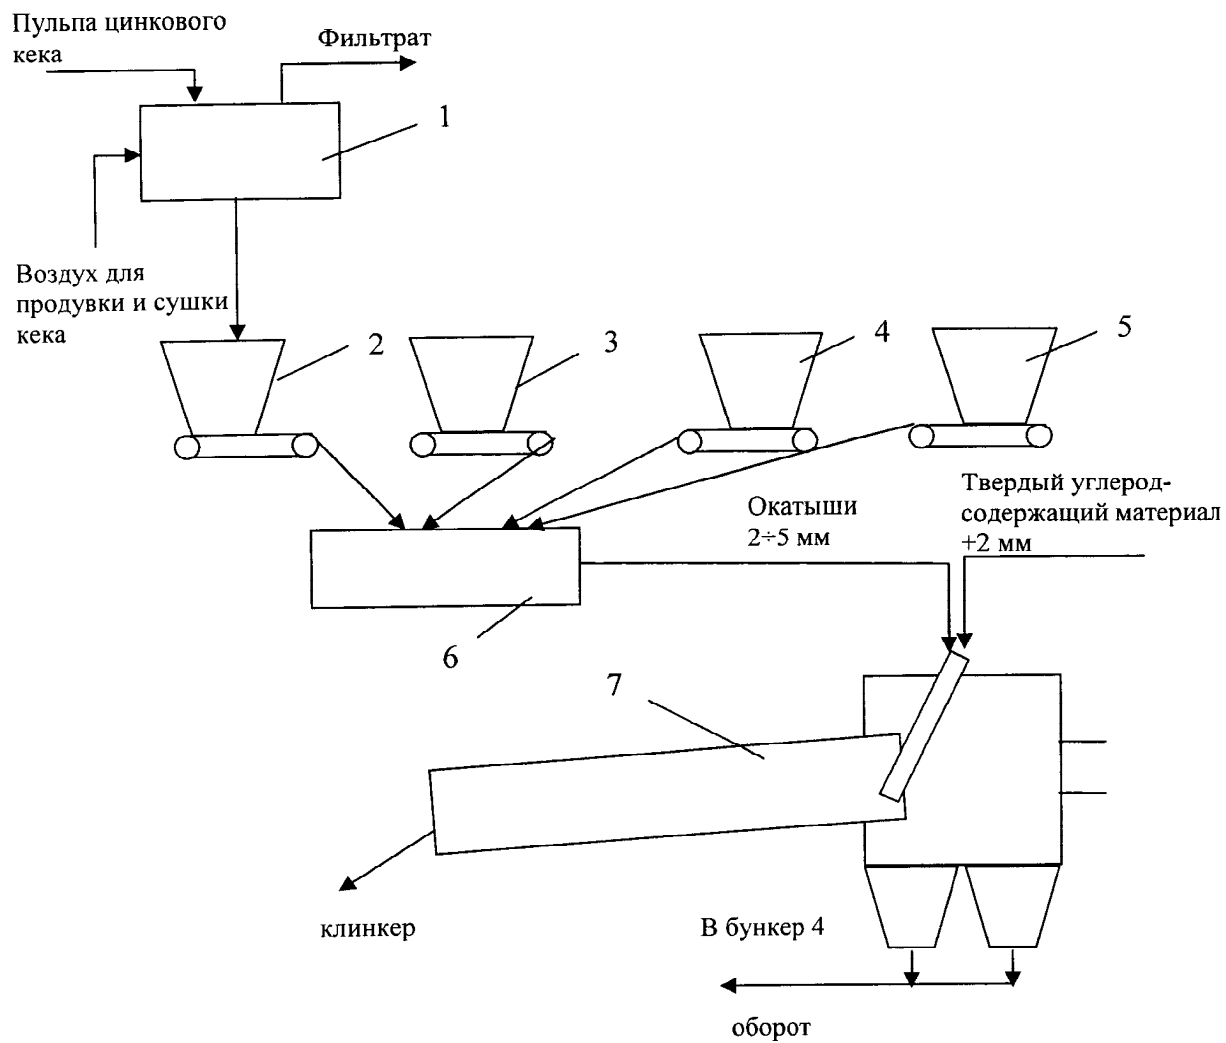 Пульпа цинкового
кека
Фильтрат
1
Воздух для
продувки и сушки
кека
2
3
4
5
Окатыши
2÷5 мм
Твердый углерод-
содержащий материал
+2 мм
6
7
клинкер
В бункер 4
оборот